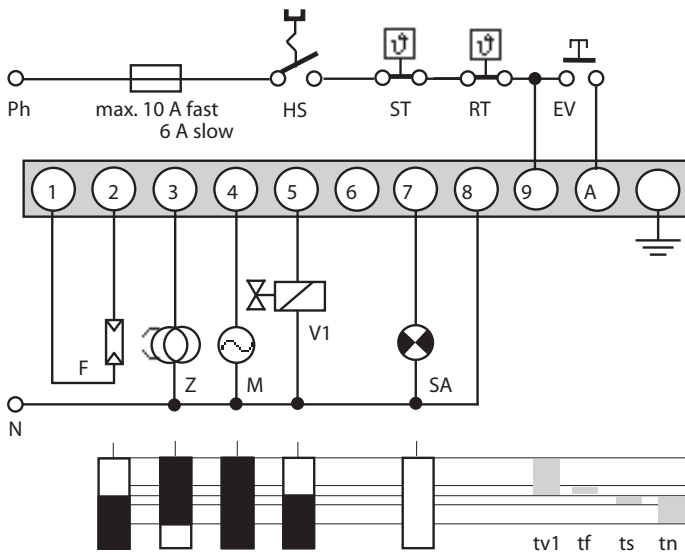 ϑ ϑ
Ph max. 10 A fast HS ST RT EV
6 A slow
1 2 3 4 5 6 7 8 9 A
F Z M V1 SA
N
tv1 tf ts tn